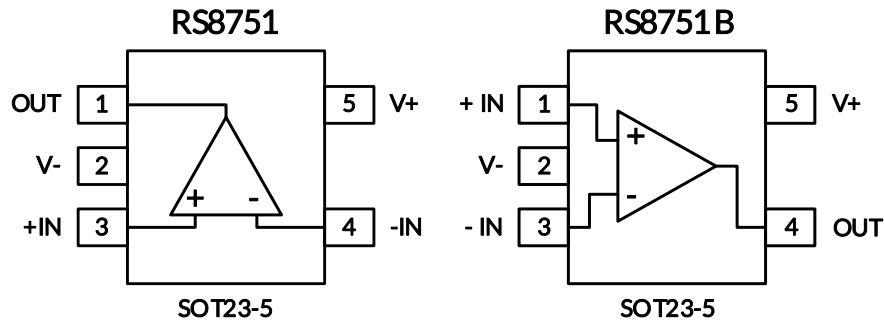 RS8751
OUT 1 5 V+
V- 2
+IN 3 + - 4 -IN
SOT23-5
RS8751B
+ IN 1 + 5 V+
V- 2
- IN 3 - 4 OUT
SOT23-5